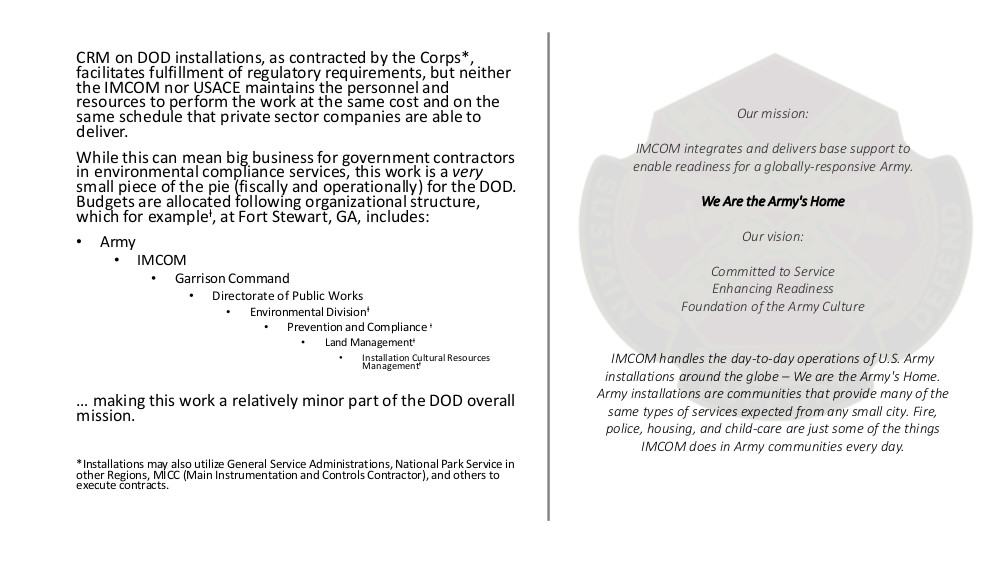 CRM on DOD installations, as contracted by the Corps*,
facilitates fulfillment of regulatory requirements, but neither
the IMCOM nor USACE maintains the personnel and
resources to perform the work at the same cost and on the
same schedule that private sector companies are able to
deliver.
While this can mean big business for government contractors
in environmental compliance services, this work is a very
small piece of the pie (fiscally and operationally) for the DOD.
Budgets are allocated following organizational structure,
which for exampleƚ, at Fort Stewart, GA, includes:
• Army
• IMCOM
• Garrison Command
• Directorate of Public Works
• Environmental Divisionƚ
• Prevention and Compliance ƚ
• Land Managementƚ
• Installation Cultural Resources
Managementƚ
... making this work a relatively minor part of the DOD overall
mission.
*Installations may also utilize General Service Administrations, National Park Service in
other Regions, MICC (Main Instrumentation and Controls Contractor), and others to
execute contracts.
Our mission:
IMCOM integrates and delivers base support to
enable readiness for a globally-responsive Army.
We Are the Army's Home
Our vision:
Committed to Service
Enhancing Readiness
Foundation of the Army Culture
IMCOM handles the day-to-day operations of U.S. Army
installations around the globe – We are the Army's Home.
Army installations are communities that provide many of the
same types of services expected from any small city. Fire,
police, housing, and child-care are just some of the things
IMCOM does in Army communities every day.
SUSTAIN
DEFEND